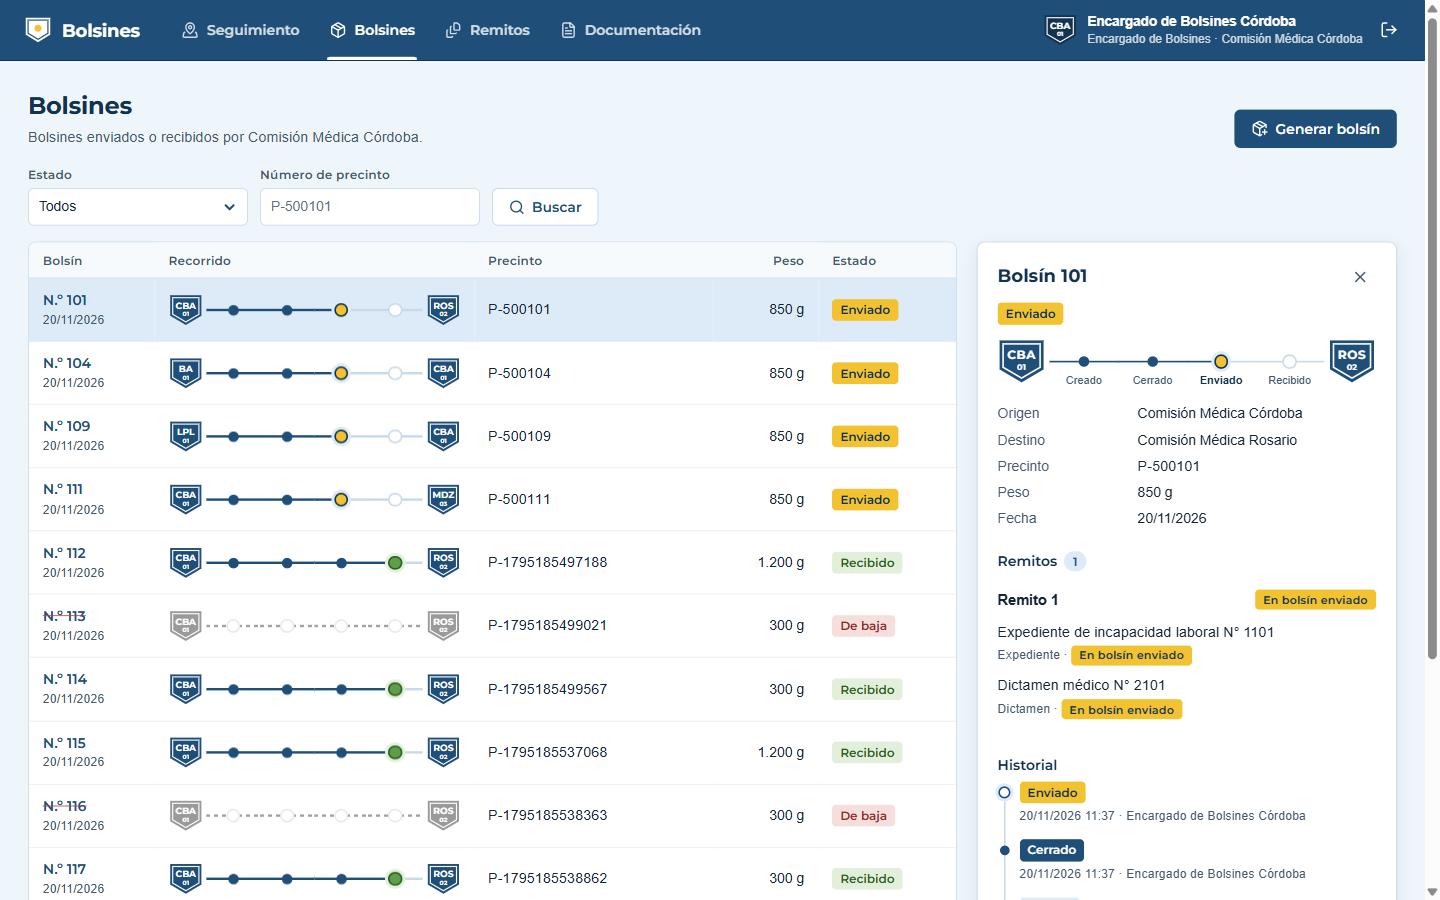 Bolsines
Seguimiento
Bolsines
Remitos
Documentación
CBA
01
Encargado de Bolsines Córdoba
Encargado de Bolsines · Comisión Médica Córdoba
Bolsines
Bolsines enviados o recibidos por Comisión Médica Córdoba.
Generar bolsín
Estado
Número de precinto
Todos
P-500101
Buscar
Bolsín Recorrido Precinto Peso Estado
N.º 101
20/11/2026
CBA 01 ROS 02
P-500101 850 g Enviado
N.º 104
20/11/2026
BA 01 CBA 01
P-500104 850 g Enviado
N.º 109
20/11/2026
LPL 01 CBA 01
P-500109 850 g Enviado
N.º 111
20/11/2026
CBA 01 MDZ 03
P-500111 850 g Enviado
N.º 112
20/11/2026
CBA 01 ROS 02
P-1795185497188 1.200 g Recibido
N.º 113
20/11/2026
CBA 01 ROS 02
P-1795185499021 300 g De baja
N.º 114
20/11/2026
CBA 01 ROS 02
P-1795185499567 300 g Recibido
N.º 115
20/11/2026
CBA 01 ROS 02
P-1795185537068 1.200 g Recibido
N.º 116
20/11/2026
CBA 01 ROS 02
P-1795185538363 300 g De baja
N.º 117
20/11/2026
CBA 01 ROS 02
P-1795185538862 300 g Recibido
Bolsín 101
Enviado
CBA 01 ROS 02
Creado Cerrado Enviado Recibido
Origen Comisión Médica Córdoba
Destino Comisión Médica Rosario
Precinto P-500101
Peso 850 g
Fecha 20/11/2026
Remitos 1
Remito 1 En bolsín enviado
Expediente de incapacidad laboral N° 1101
Expediente · En bolsín enviado
Dictamen médico N° 2101
Dictamen · En bolsín enviado
Historial
Enviado
20/11/2026 11:37 · Encargado de Bolsines Córdoba
Cerrado
20/11/2026 11:37 · Encargado de Bolsines Córdoba